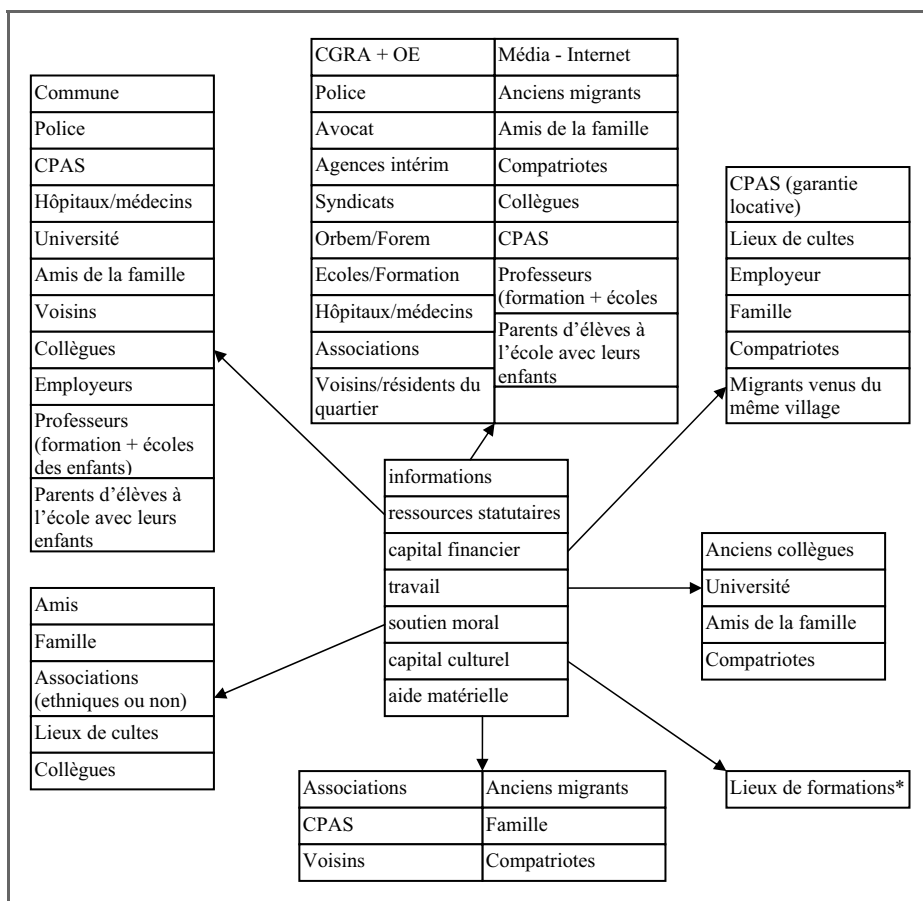 Commune
Police
CPAS
Hôpitaux/médecins
Université
Amis de la famille
Voisins
Collègues
Employeurs
Professeurs
(formation + écoles
des enfants)
Parents d'élèves à
l'école avec leurs
enfants
CGRA + OE
Police
Avocat
Agences intérim
Syndicats
Orbem/Forem
Ecoles/Formation
Hôpitaux/médecins
Associations
Voisins/résidents du
quartier
Média - Internet
Anciens migrants
Amis de la famille
Compatriotes
Collègues
CPAS
Professeurs
(formation + écoles
Parents d'élèves à
l'école avec leurs
enfants
CPAS (garantie
locative)
Lieux de cultes
Employeur
Famille
Compatriotes
Migrants venus du
même village
informations
ressources statutaires
capital financier
travail
soutien moral
capital culturel
aide matérielle
Anciens collègues
Université
Amis de la famille
Compatriotes
Amis
Famille
Associations
(ethniques ou non)
Lieux de cultes
Collègues
Associations
CPAS
Voisins
Anciens migrants
Famille
Compatriotes
Lieux de formations*